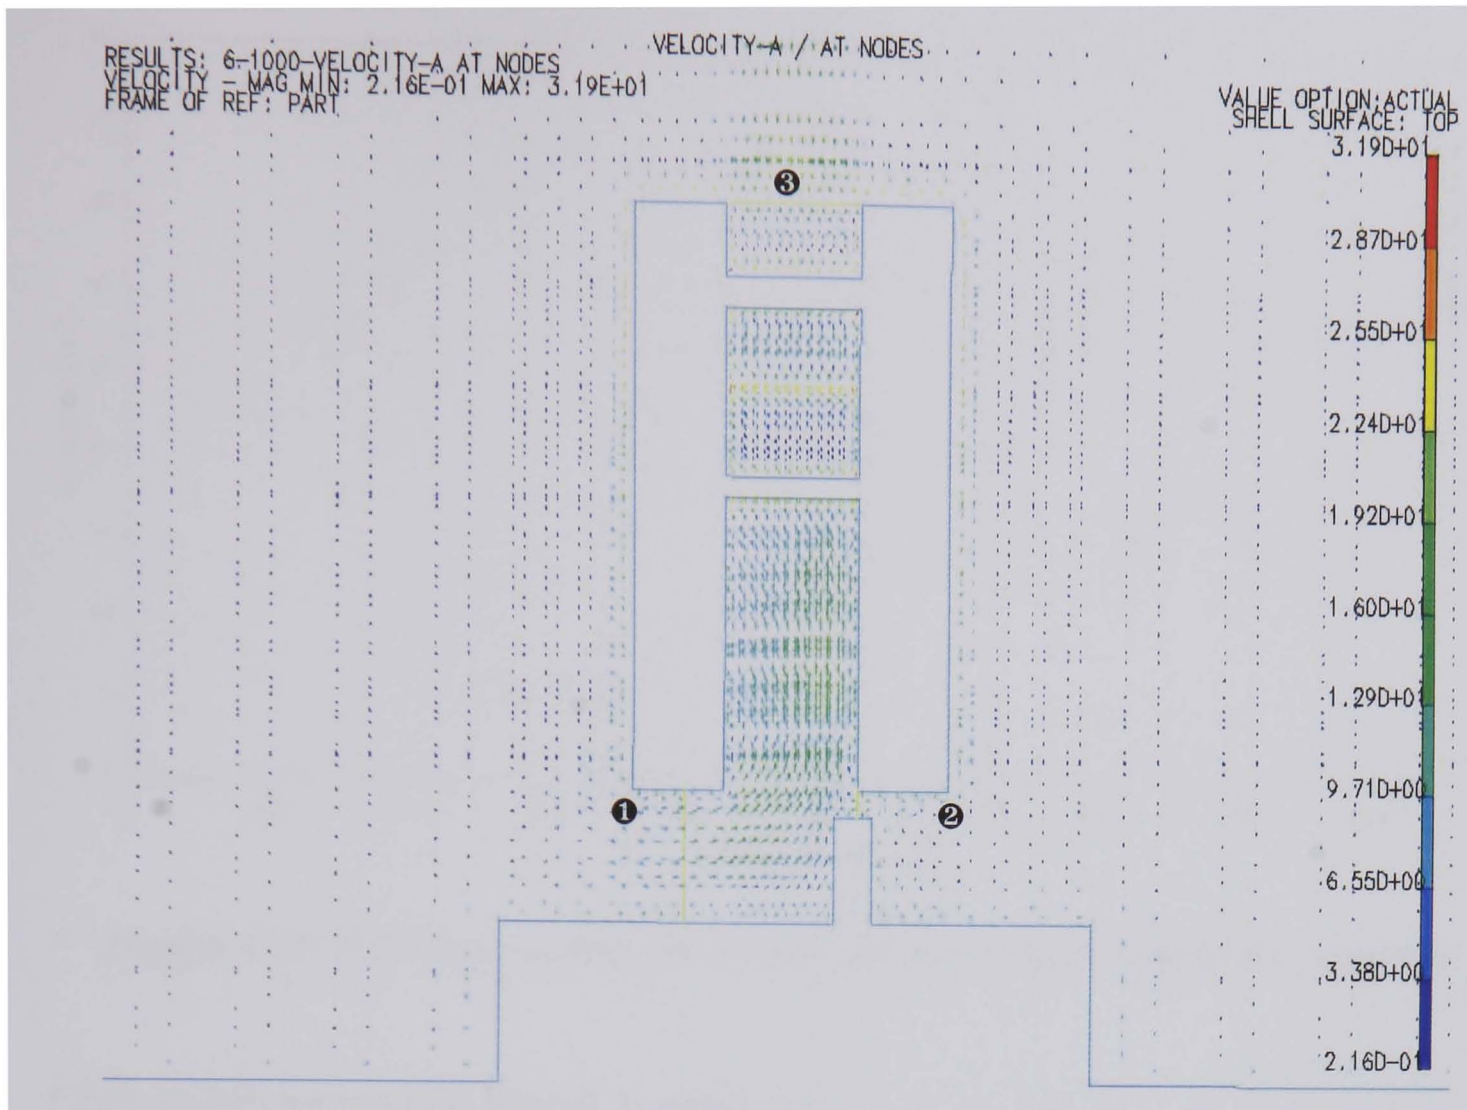 VELOCITY-A / AT NODES
RESULTS: 6-1000-VELOCITY-A AT NODES
VELOCITY - MAG MIN: 2.16E-01 MAX: 3.19E+01
FRAME OF REF: PART
VALUE OPTION:ACTUAL
SHELL SURFACE: TOP
3.19D+01
2.87D+01
2.55D+01
2.24D+01
1.92D+01
1.60D+01
1.29D+01
9.71D+00
6.55D+00
3.38D+00
2.16D-01
3
1
2